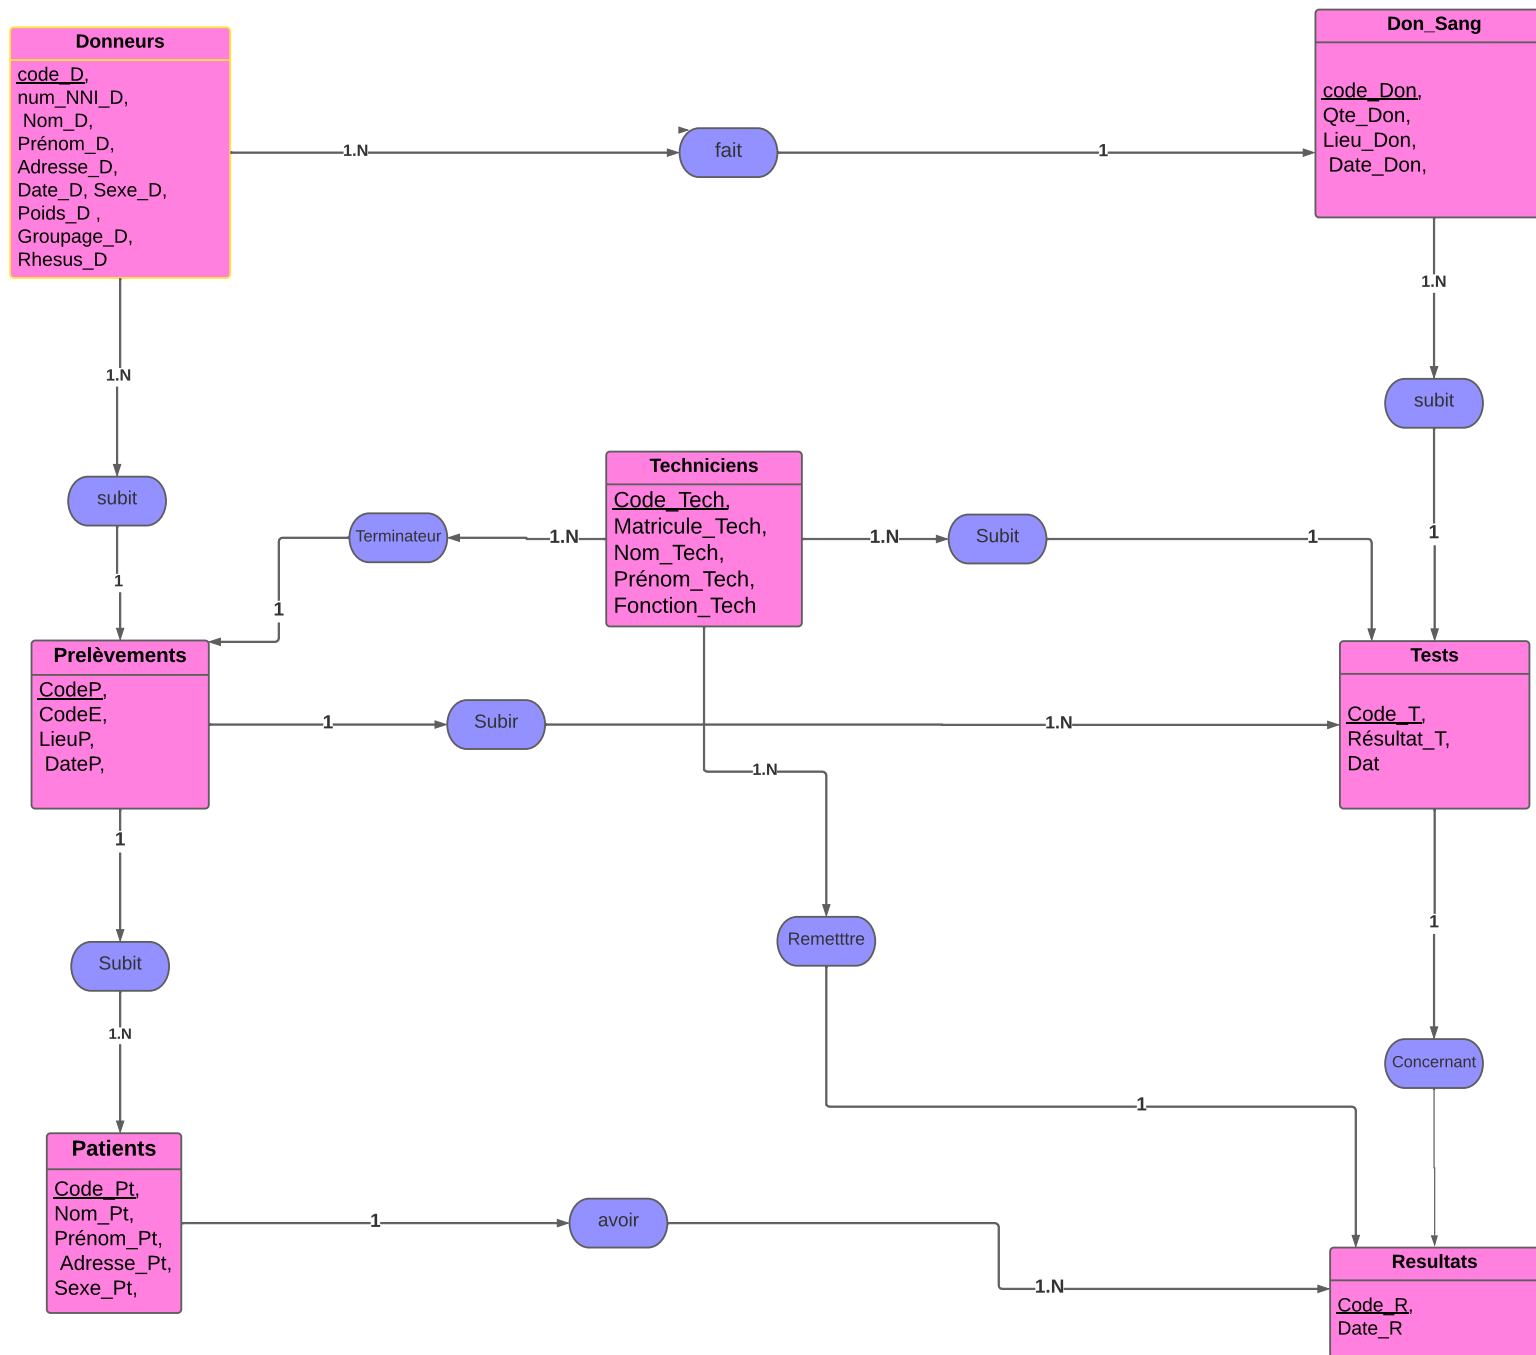 Donneurs
code_D,
num_NNI_D,
Nom_D,
Prénom_D,
Adresse_D,
Date_D, Sexe_D,
Poids_D ,
Groupage_D,
Rhesus_D
1.N
fait
1
Don_Sang
code_Don,
Qte_Don,
Lieu_Don,
Date_Don,
1.N
subit
1
1.N
subit
1
Techniciens
Code_Tech,
Matricule_Tech,
Nom_Tech,
Prénom_Tech,
Fonction_Tech
1.N
Terminateur
1
1.N
Subit
1
Prelèvements
CodeP,
CodeE,
LieuP,
DateP,
1
Subir
1.N
Tests
Code_T,
Résultat_T,
Dat
1.N
Remetttre
1
1
Subit
1.N
1
Concernant
Patients
Code_Pt,
Nom_Pt,
Prénom_Pt,
Adresse_Pt,
Sexe_Pt,
1
avoir
1.N
Resultats
Code_R,
Date_R